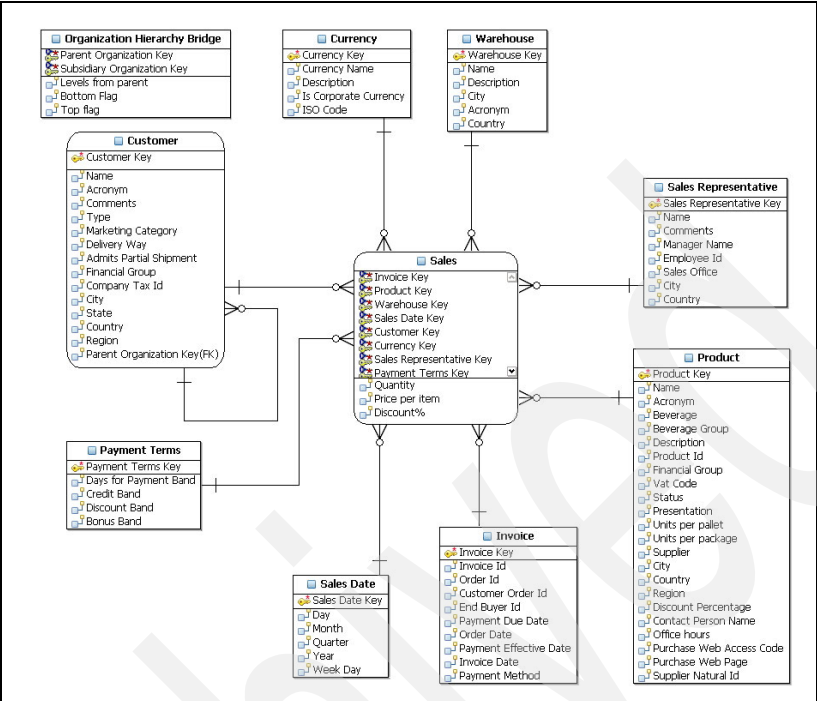 Organization Hierarchy Bridge
Parent Organization Key
Subsidiary Organization Key
Levels from parent
Bottom Flag
Top flag
Currency
Currency Key
Currency Name
Description
Is Corporate Currency
ISO Code
Warehouse
Warehouse Key
Name
Description
City
Acronym
Country
Customer
Customer Key
Name
Acronym
Comments
Type
Marketing Category
Delivery Way
Admits Partial Shipment
Financial Group
Company Tax Id
City
State
Country
Region
Parent Organization Key(FK)
Sales Representative
Sales Representative Key
Name
Comments
Manager Name
Employee Id
Sales Office
City
Country
Sales
Invoice Key
Product Key
Warehouse Key
Sales Date Key
Customer Key
Currency Key
Sales Representative Key
Payment Terms Key
Quantity
Price per item
Discount%
Product
Product Key
Name
Acronym
Beverage
Beverage Group
Description
Product Id
Financial Group
Vat Code
Status
Presentation
Units per pallet
Units per package
Supplier
City
Country
Region
Discount Percentage
Contact Person Name
Office hours
Purchase Web Access Code
Purchase Web Page
Supplier Natural Id
Payment Terms
Payment Terms Key
Days for Payment Band
Credit Band
Discount Band
Bonus Band
Invoice
Invoice Key
Invoice Id
Order Id
Customer Order Id
End Buyer Id
Payment Due Date
Order Date
Payment Effective Date
Invoice Date
Payment Method
Sales Date
Sales Date Key
Day
Month
Quarter
Year
Week Day